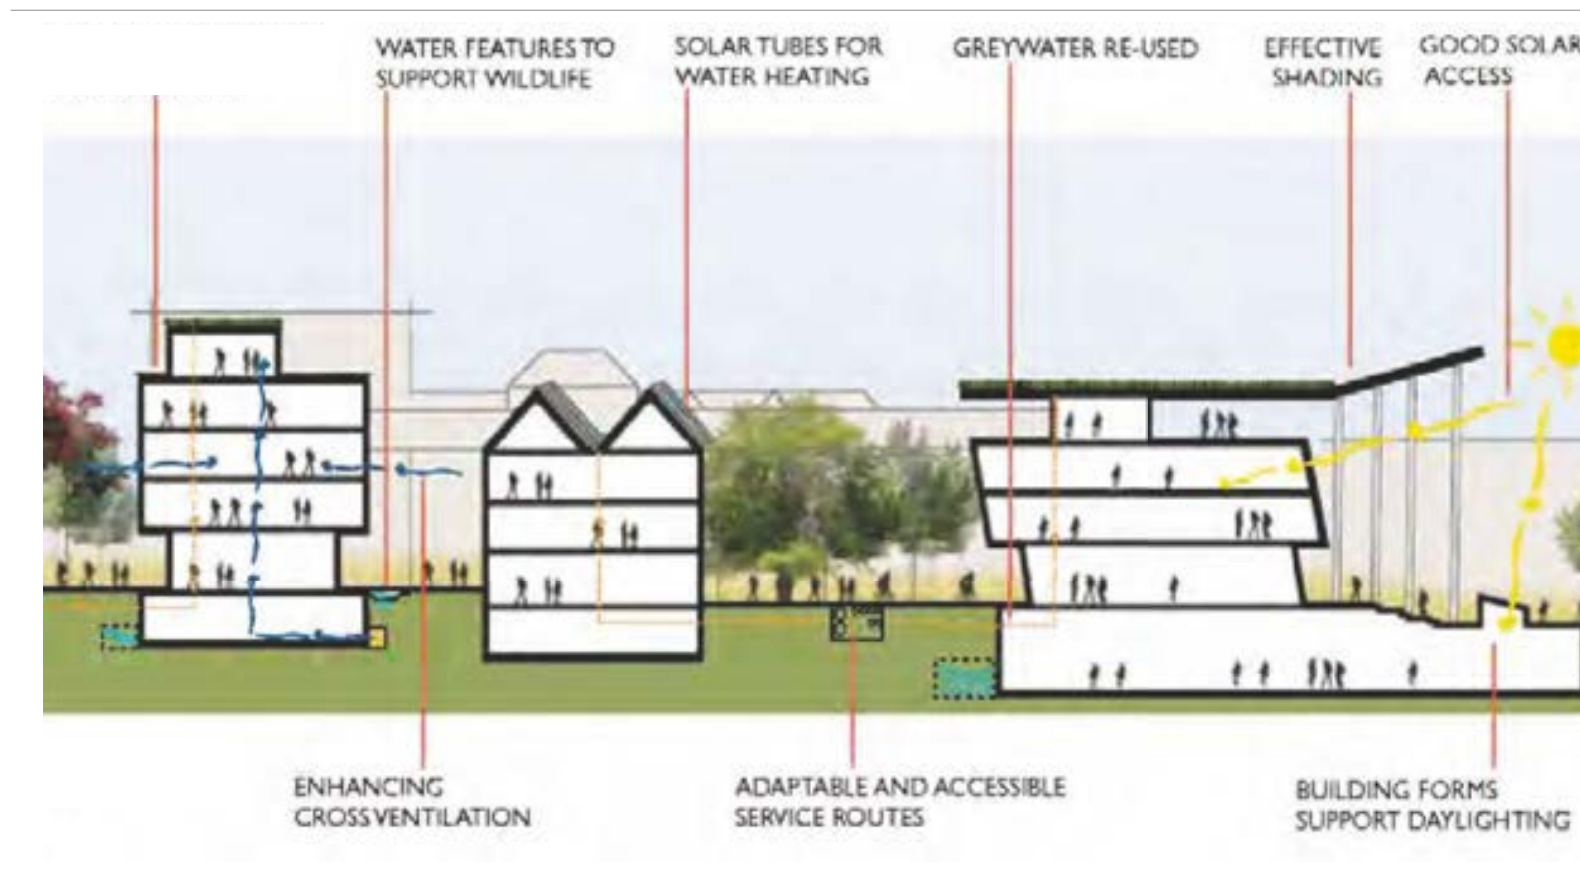 WATER FEATURES TO
SUPPORT WILDLIFE
SOLAR TUBES FOR
WATER HEATING
GREYWATER RE-USED
EFFECTIVE
SHADING
GOOD SOLAR
ACCESS
ENHANCING
CROSS VENTILATION
ADAPTABLE AND ACCESSIBLE
SERVICE ROUTES
BUILDING FORMS
SUPPORT DAYLIGHTING